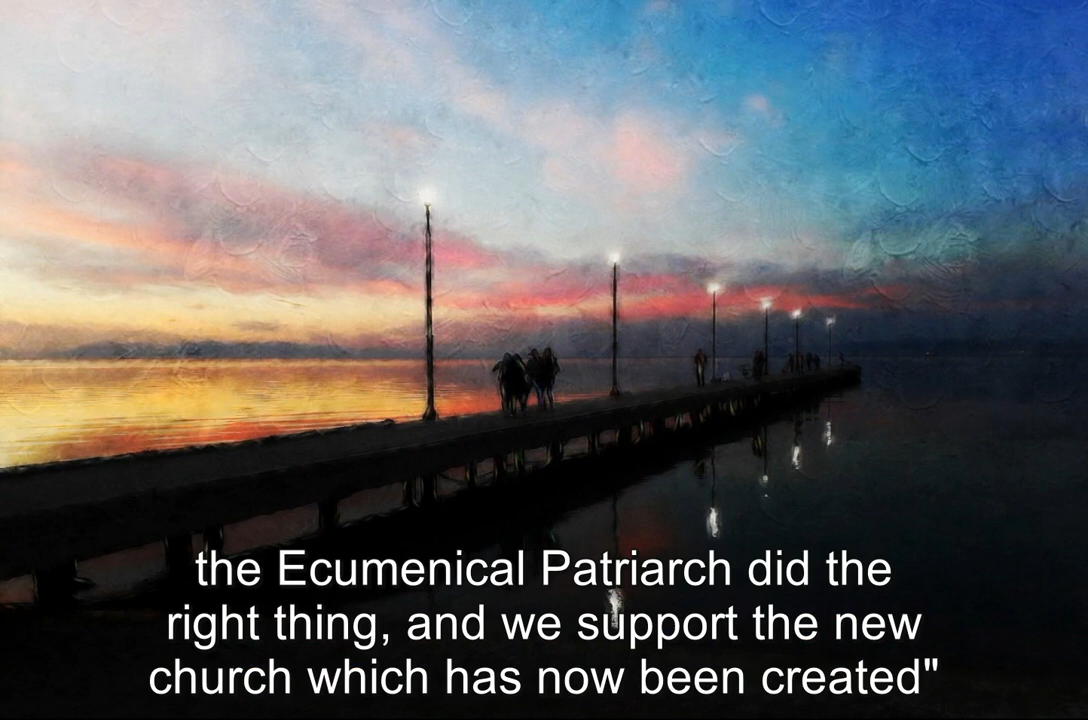 the Ecumenical Patriarch did the
right thing, and we support the new
church which has now been created"